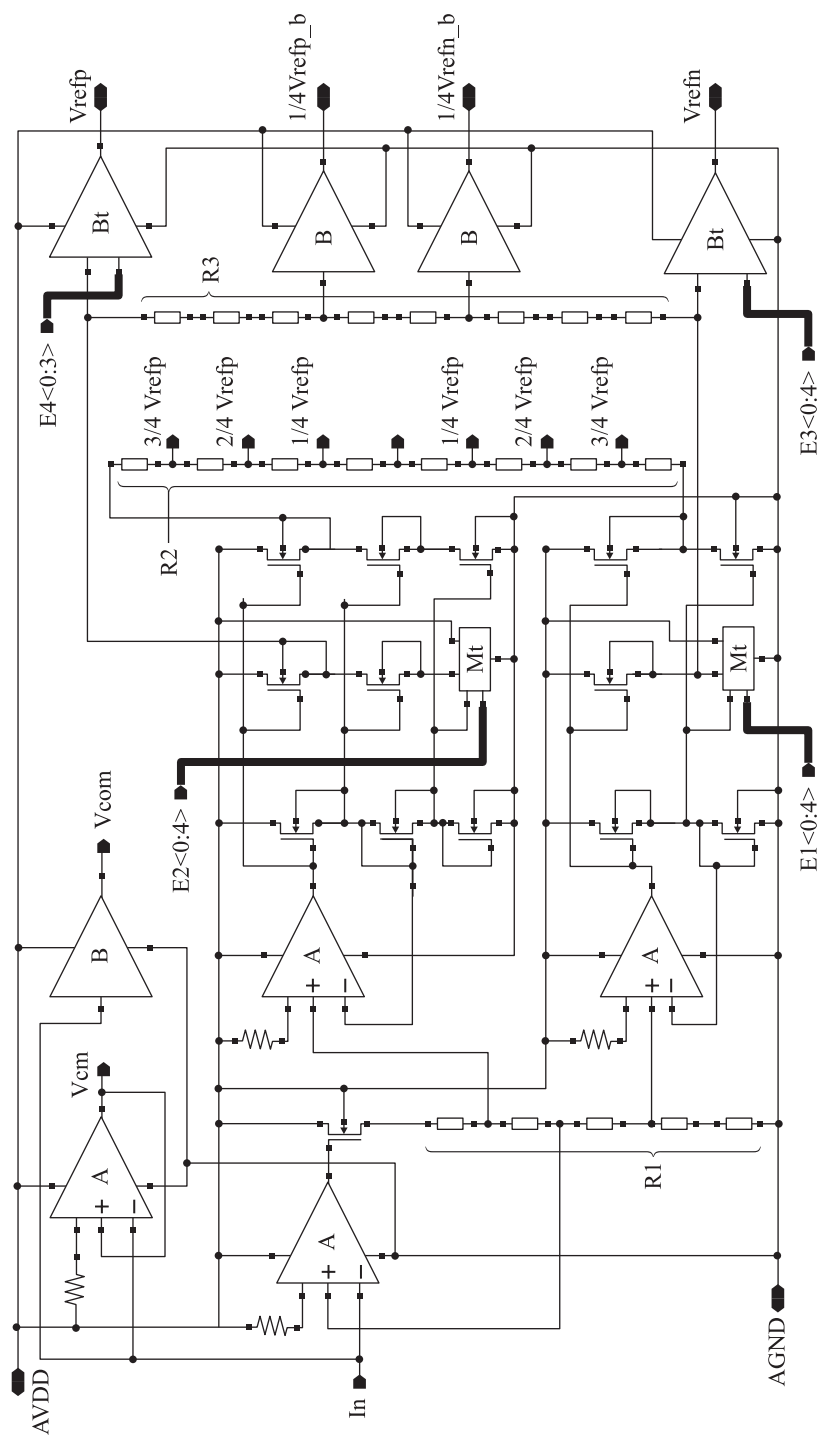 Vrefp
1/4Vrefp_b
1/4Vrefn_b
Vrefn
Bt
B
B
Bt
R3
E4<0:3>
E3<0:4>
3/4 Vrefp
2/4 Vrefp
1/4 Vrefp
1/4 Vrefp
2/4 Vrefp
3/4 Vrefp
R2
Mt
Mt
E2<0:4>
E1<0:4>
Vcom
B
A
+
−
A
+
−
Vcm
A
+
−
A
+
−
R1
AVDD
In
AGND